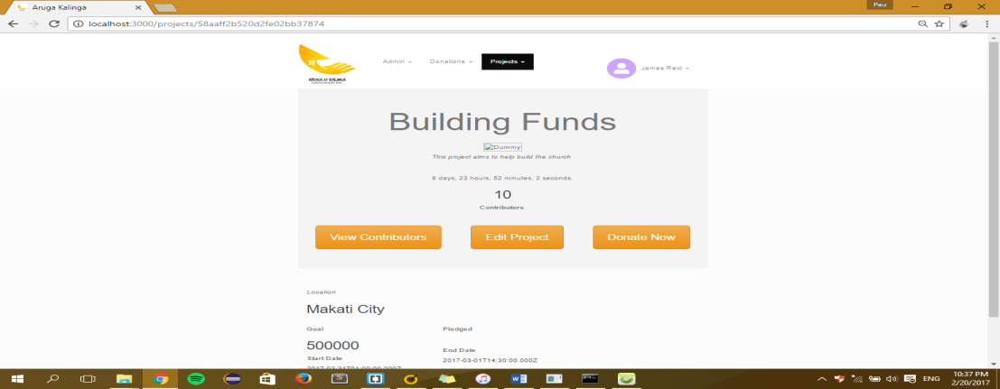 Aruga Kalinga
Pau
localhost:3000/projects/58aaff2b520d2fe02bb37874
ARUGA AT KALINGA
FOUNDATION INC.
Admin
Donations
Projects
James Reid
Building Funds
Dummy
This project aims to help build the church
8 days, 23 hours, 52 minutes, 2 seconds.
10
Contributors
View Contributors
Edit Project
Donate Now
Location
Makati City
Goal
Pledged
500000
End Date
Start Date
2017-03-01T14:30:00.000Z
ENG
10:37 PM
2/20/2017